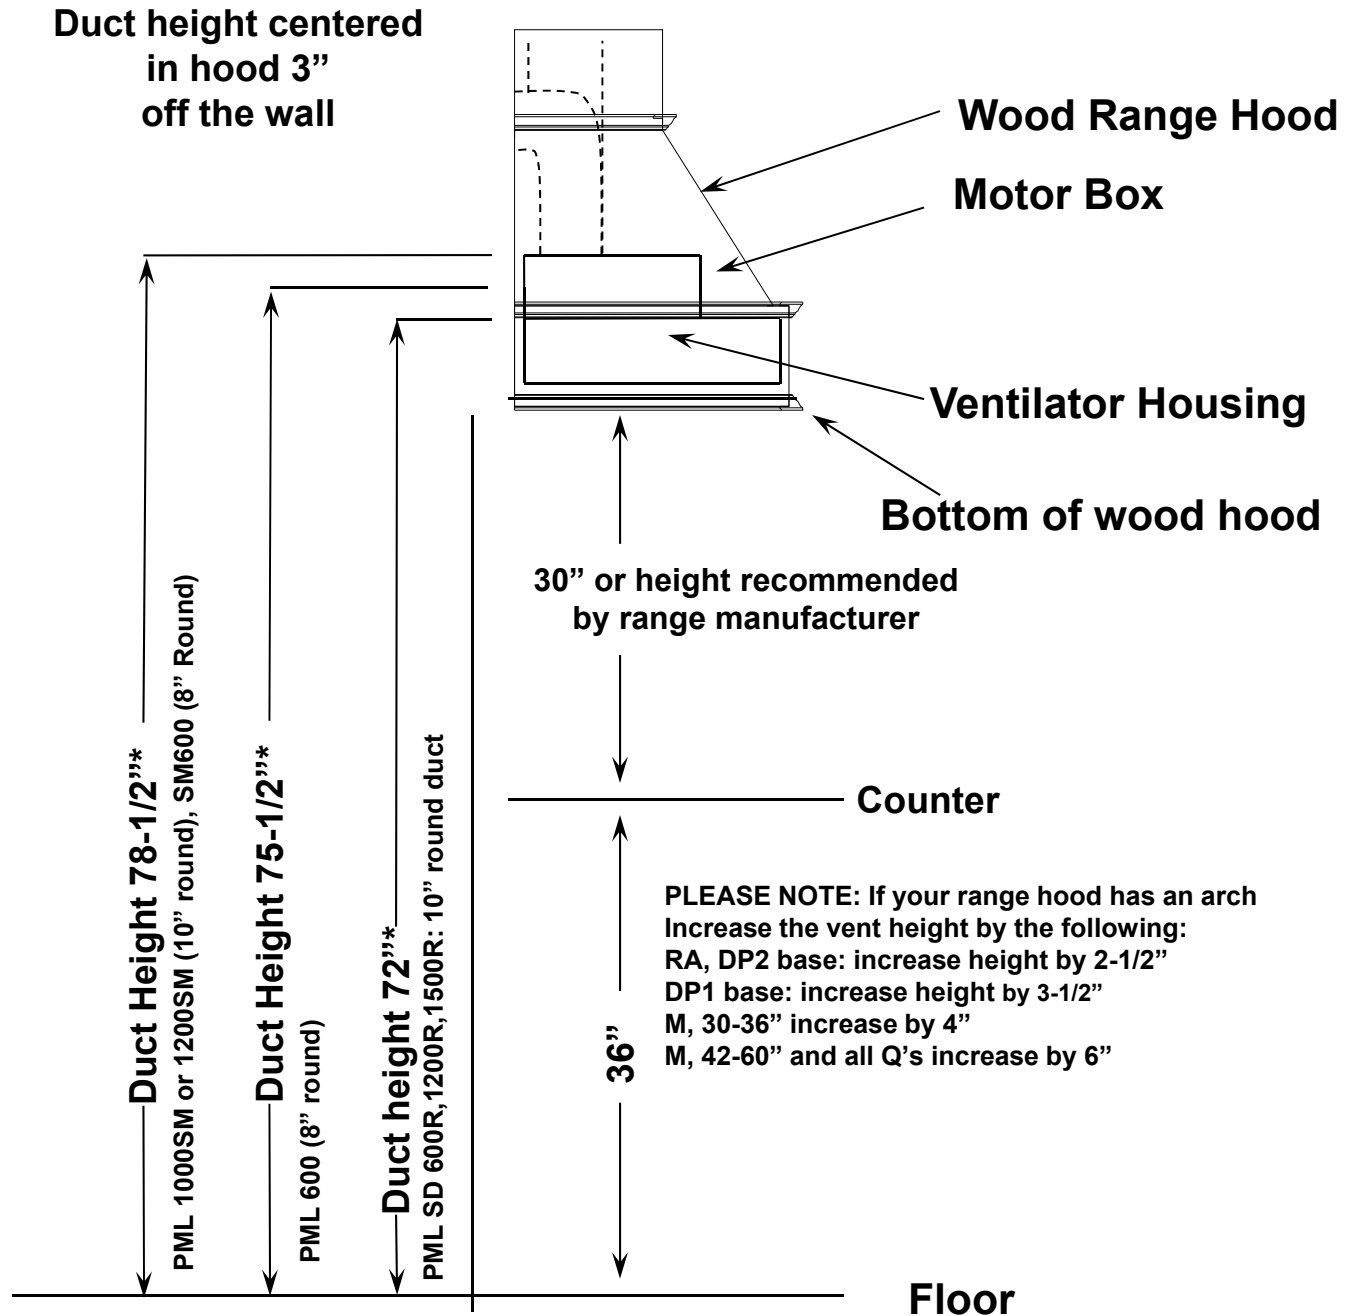 Duct height centered
in hood 3”
off the wall
Wood Range Hood
Motor Box
Ventilator Housing
Bottom of wood hood
30” or height recommended
by range manufacturer
Duct Height 78-1/2”*
PML 1000SM or 1200SM (10” round), SM600 (8” Round)
Duct Height 75-1/2”*
PML 600 (8” round)
Duct height 72”*
PML SD 600R,1200R,1500R: 10” round duct
Counter
36”
PLEASE NOTE: If your range hood has an arch
Increase the vent height by the following:
RA, DP2 base: increase height by 2-1/2”
DP1 base: increase height by 3-1/2”
M, 30-36” increase by 4”
M, 42-60” and all Q’s increase by 6”
Floor